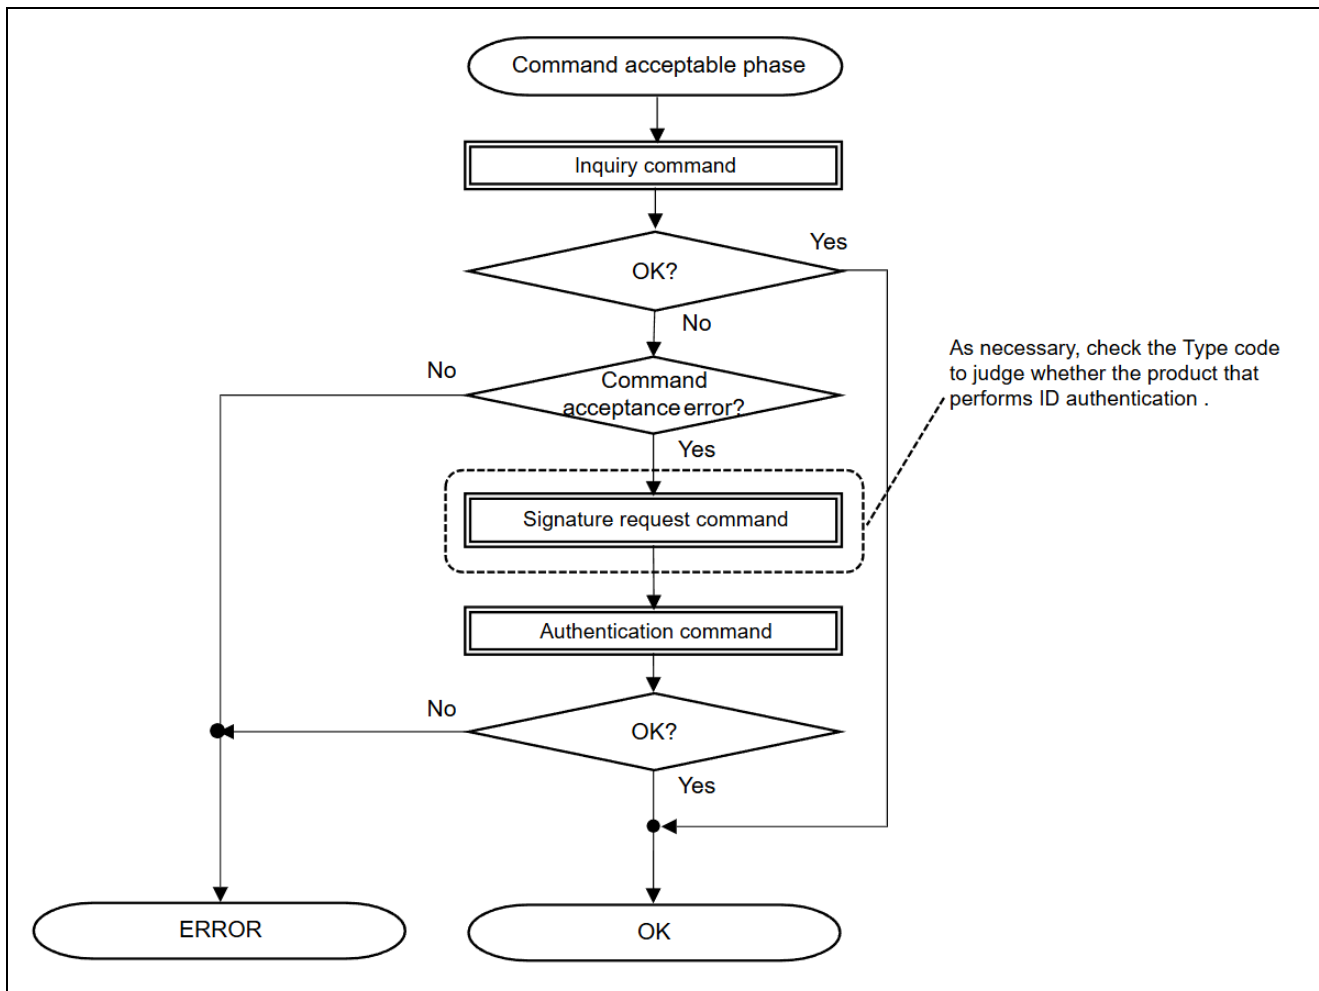 Command acceptable phase
Inquiry command
Yes
OK?
No
As necessary, check the Type code
to judge whether the product that
performs ID authentication .
No
Command
acceptance error?
Yes
Signature request command
Authentication command
No
OK?
Yes
ERROR
OK